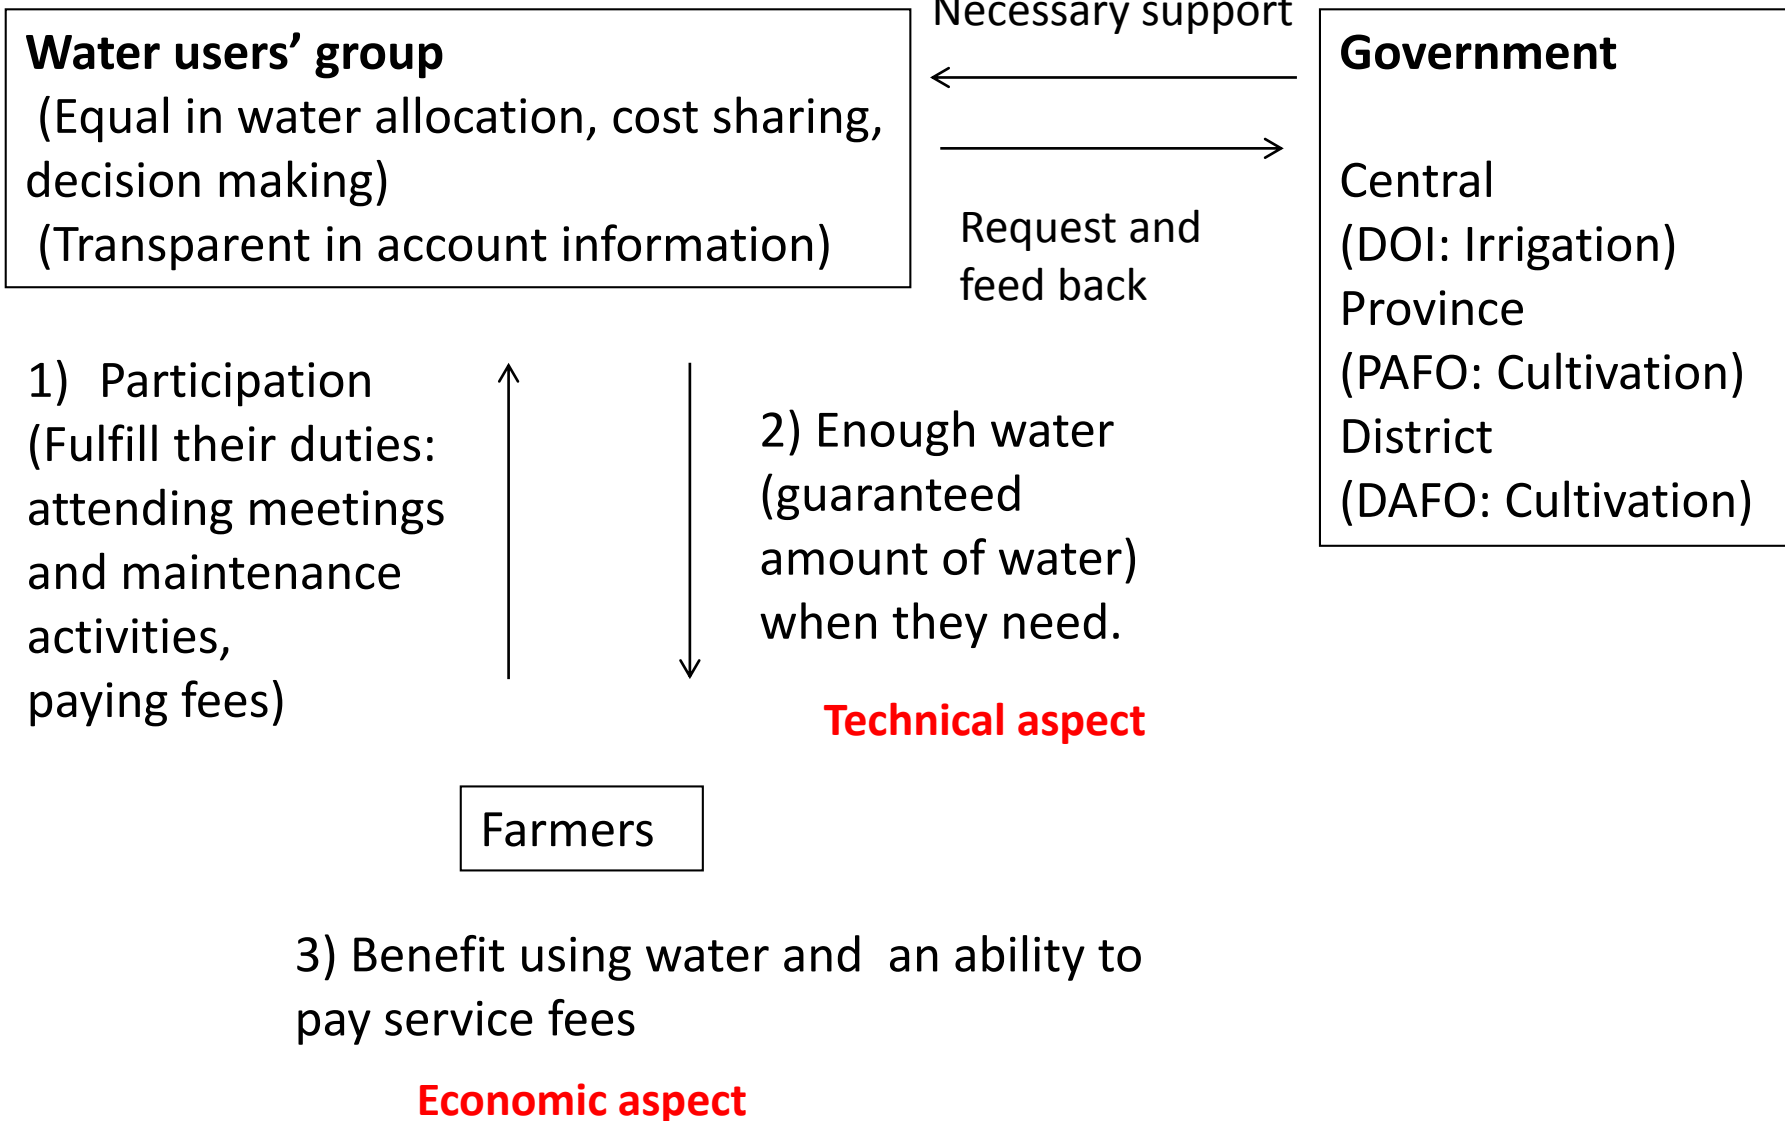 Water users’ group
(Equal in water allocation, cost sharing,
decision making)
(Transparent in account information)
Necessary support
Request and
feed back
Government
Central
(DOI: Irrigation)
Province
(PAFO: Cultivation)
District
(DAFO: Cultivation)
1) Participation
(Fulfill their duties:
attending meetings
and maintenance
activities,
paying fees)
2) Enough water
(guaranteed
amount of water)
when they need.
Technical aspect
Farmers
3) Benefit using water and an ability to
pay service fees
Economic aspect